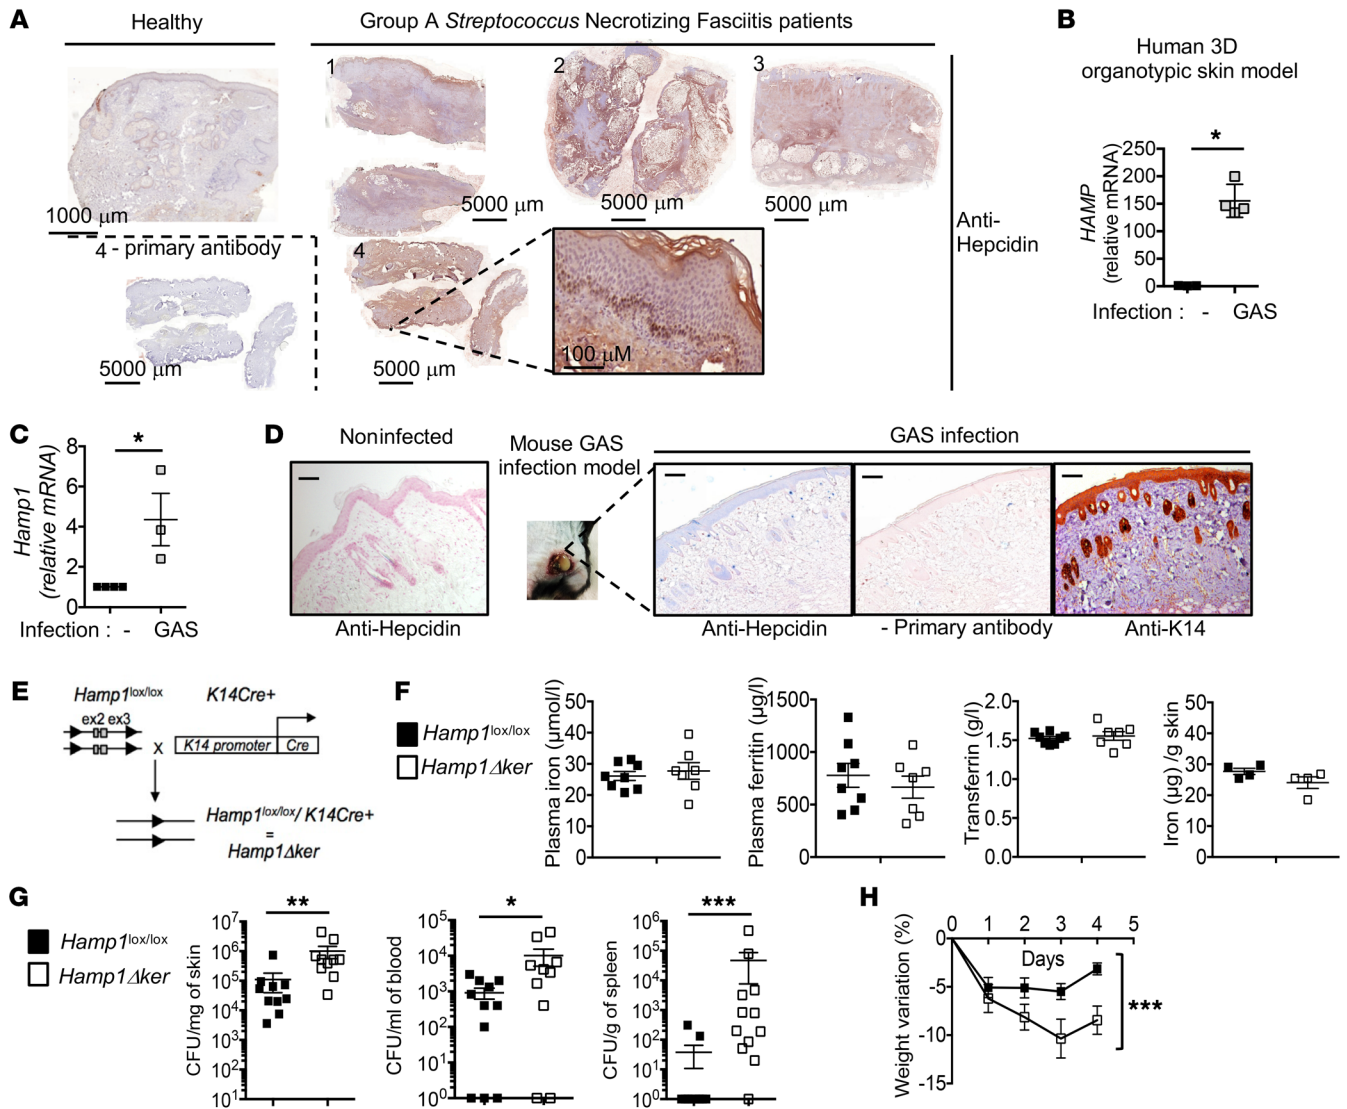 A
Healthy
Group A Streptococcus Necrotizing Fasciitis patients
1
2
3
1000 μm
5000 μm
5000 μm
5000 μm
4 - primary antibody
4
5000 μm
5000 μm
100 μM
Anti-
Hepcidin
B
Human 3D
organotypic skin model
*
HAMP
(relative mRNA)
250
200
150
100
50
0
Infection : - GAS
C
*
Hamp1
(relative mRNA)
8
6
4
2
0
Infection : - GAS
D
Noninfected
Mouse GAS
infection model
GAS infection
Anti-Hepcidin
Anti-Hepcidin
- Primary antibody
Anti-K14
E
Hamp1lox/lox
K14Cre+
ex2 ex3
X
K14 promoter
Cre
Hamp1lox/lox/ K14Cre+
=
Hamp1Δker
F
Hamp1lox/lox
Hamp1Δker
Plasma iron (μmol/l)
50
40
30
20
10
0
Plasma ferritin (μg/l)
1500
1000
500
0
Transferrin (g/l)
2.0
1.5
1.0
0.5
0.0
Iron (μg) /g skin
50
40
30
20
10
0
G
Hamp1lox/lox
Hamp1Δker
**
CFU/mg of skin
10⁷
10⁶
10⁵
10⁴
10³
10²
10¹
*
CFU/ml of blood
10⁵
10⁴
10³
10²
10¹
10⁰
***
CFU/g of spleen
10⁶
10⁵
10⁴
10³
10²
10¹
10⁰
H
Weight variation (%)
0 1 2 3 4 5
Days
0
-5
-10
-15
***